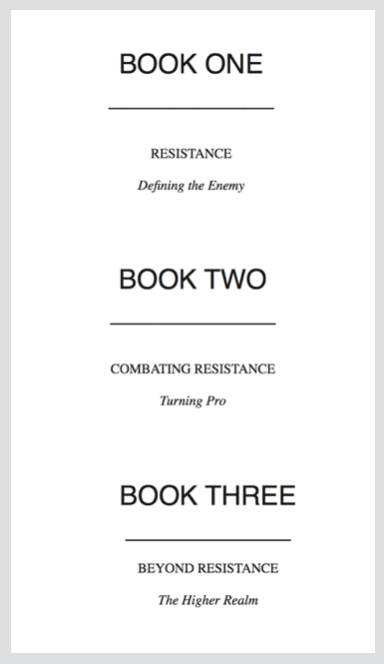 BOOK ONE
RESISTANCE
Defining the Enemy
BOOK TWO
COMBATING RESISTANCE
Turning Pro
BOOK THREE
BEYOND RESISTANCE
The Higher Realm